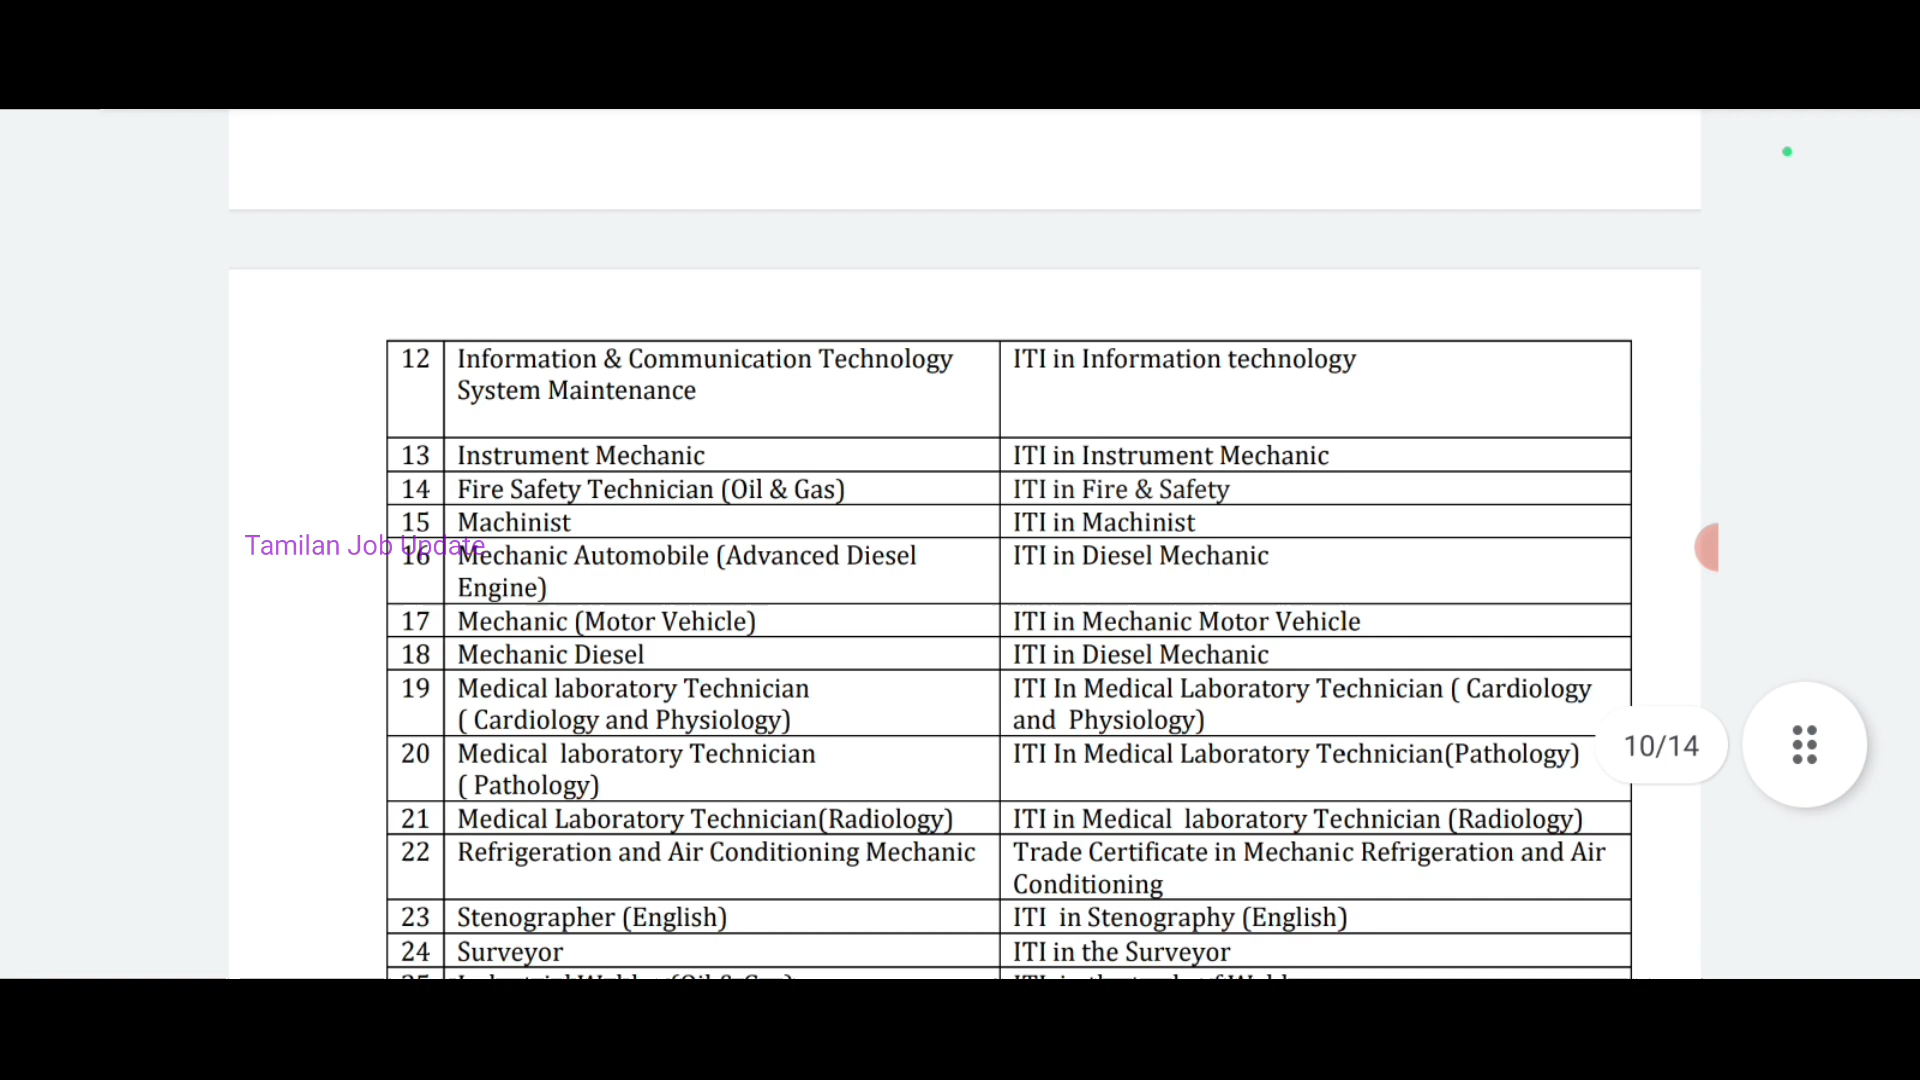 12 Information & Communication Technology ITI in Information technology
System Maintenance
13 Instrument Mechanic ITI in Instrument Mechanic
14 Fire Safety Technician (Oil & Gas) ITI in Fire & Safety
15 Machinist ITI in Machinist
Tamilan Job Update
16 Mechanic Automobile (Advanced Diesel ITI in Diesel Mechanic
Engine)
17 Mechanic (Motor Vehicle) ITI in Mechanic Motor Vehicle
18 Mechanic Diesel ITI in Diesel Mechanic
19 Medical laboratory Technician ITI In Medical Laboratory Technician ( Cardiology
( Cardiology and Physiology) and Physiology)
20 Medical laboratory Technician ITI In Medical Laboratory Technician(Pathology)
( Pathology)
10/14
21 Medical Laboratory Technician(Radiology) ITI in Medical laboratory Technician (Radiology)
22 Refrigeration and Air Conditioning Mechanic Trade Certificate in Mechanic Refrigeration and Air
Conditioning
23 Stenographer (English) ITI in Stenography (English)
24 Surveyor ITI in the Surveyor